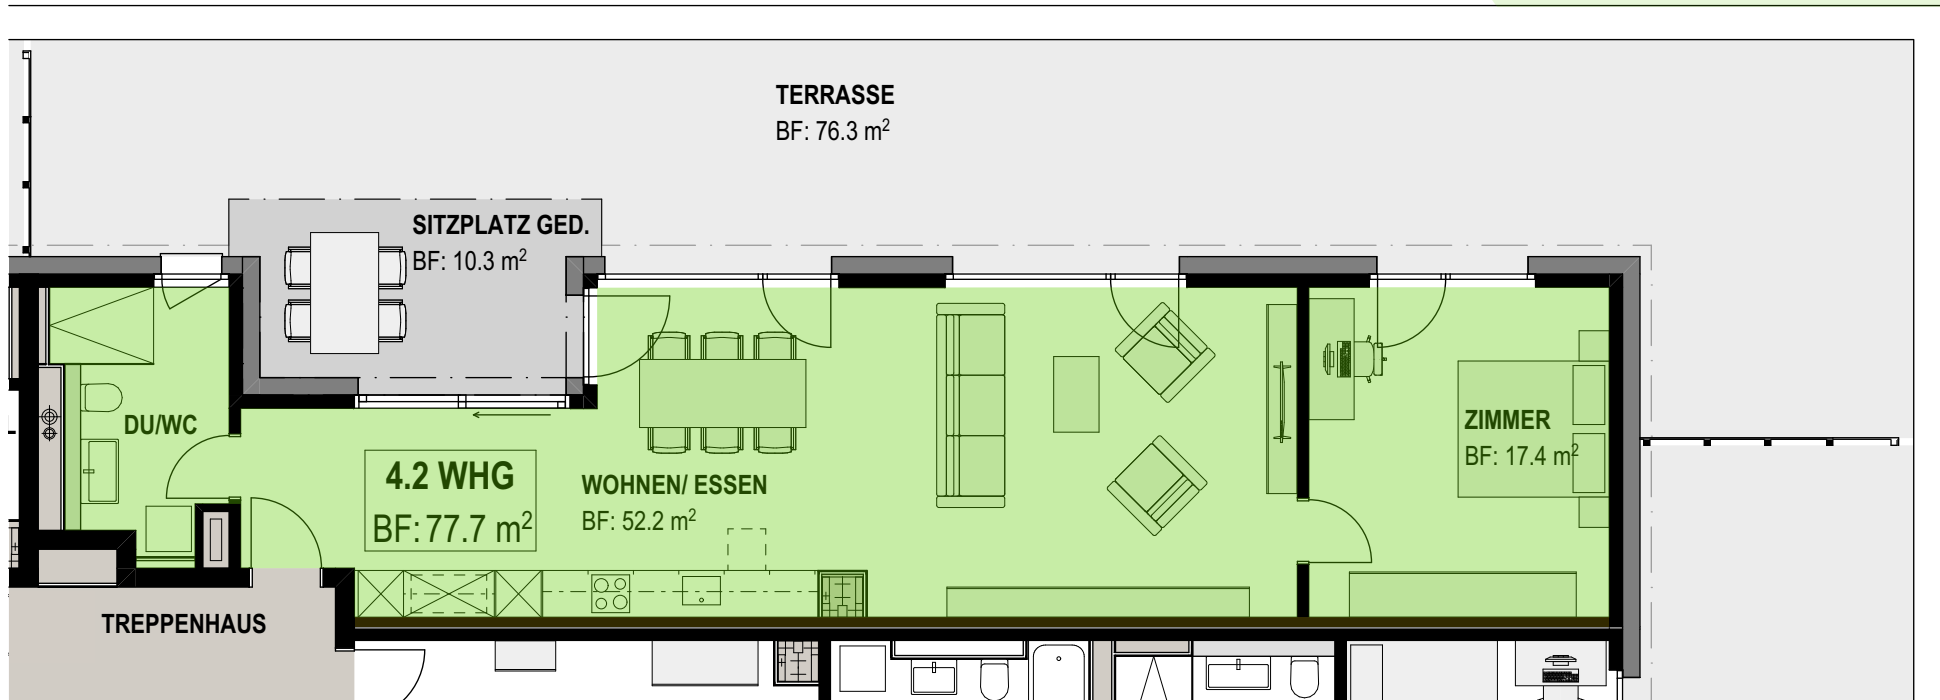 TERRASSE
BF: 76.3 m²
SITZPLATZ GED.
BF: 10.3 m²
DU/WC
4.2 WHG
BF: 77.7 m²
WOHNEN/ ESSEN
BF: 52.2 m²
ZIMMER
BF: 17.4 m²
TREPPENHAUS